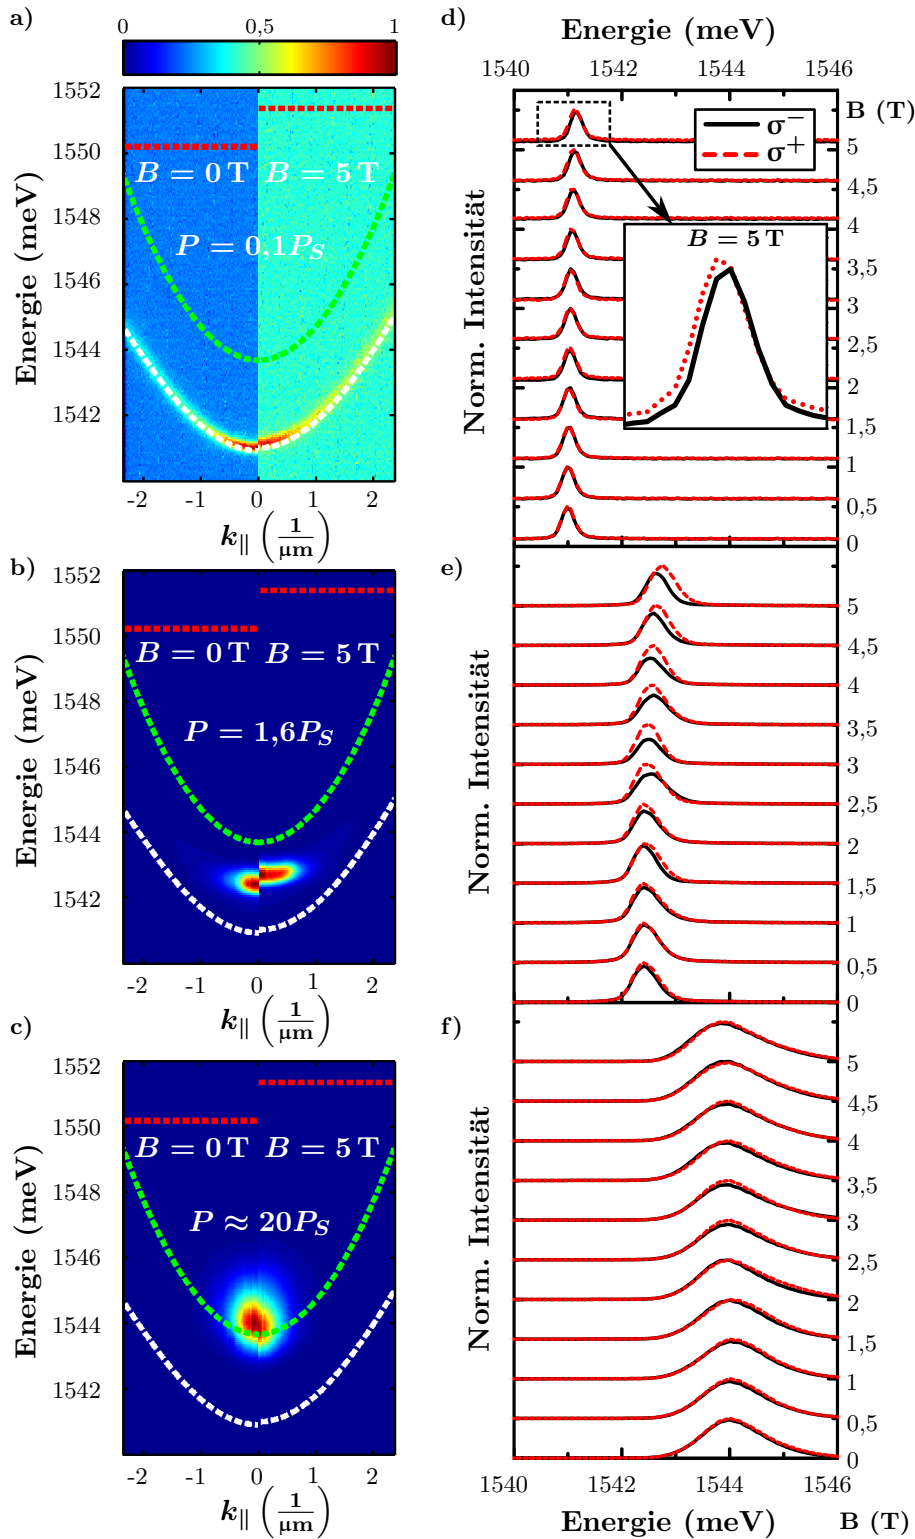 a)
0 0,5 1
1552
1550
1548
1546
1544
1542
Energie (meV)
B = 0 T B = 5 T
P = 0,1P_S
-2 -1 0 1 2
k_∥ (1/µm)
b)
1552
1550
1548
1546
1544
1542
Energie (meV)
B = 0 T B = 5 T
P = 1,6P_S
-2 -1 0 1 2
k_∥ (1/µm)
c)
1552
1550
1548
1546
1544
1542
Energie (meV)
B = 0 T B = 5 T
P ≈ 20P_S
-2 -1 0 1 2
k_∥ (1/µm)
d)
Energie (meV)
1540 1542 1544 1546
B (T)
σ−
σ+
B = 5 T
Norm. Intensität
5
4,5
4
3,5
3
2,5
2
1,5
1
0,5
0
e)
Norm. Intensität
5
4,5
4
3,5
3
2,5
2
1,5
1
0,5
0
f)
Norm. Intensität
5
4,5
4
3,5
3
2,5
2
1,5
1
0,5
0
1540 1542 1544 1546
Energie (meV)
B (T)